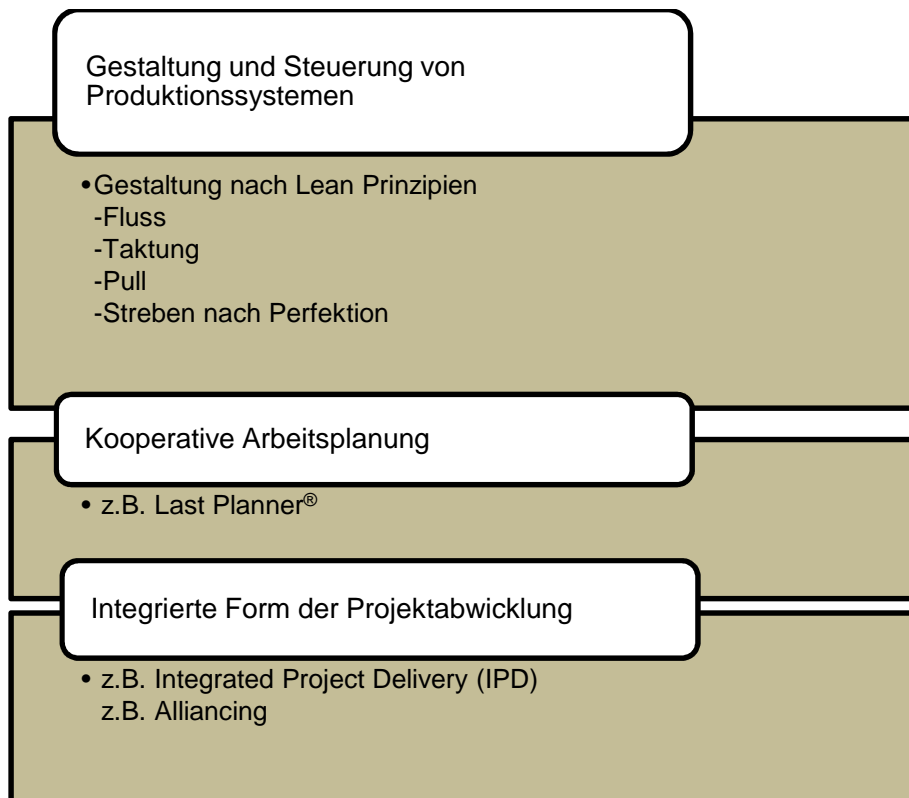 Gestaltung und Steuerung von
Produktionssystemen
•Gestaltung nach Lean Prinzipien
-Fluss
-Taktung
-Pull
-Streben nach Perfektion
Kooperative Arbeitsplanung
• z.B. Last Planner®
Integrierte Form der Projektabwicklung
• z.B. Integrated Project Delivery (IPD)
z.B. Alliancing